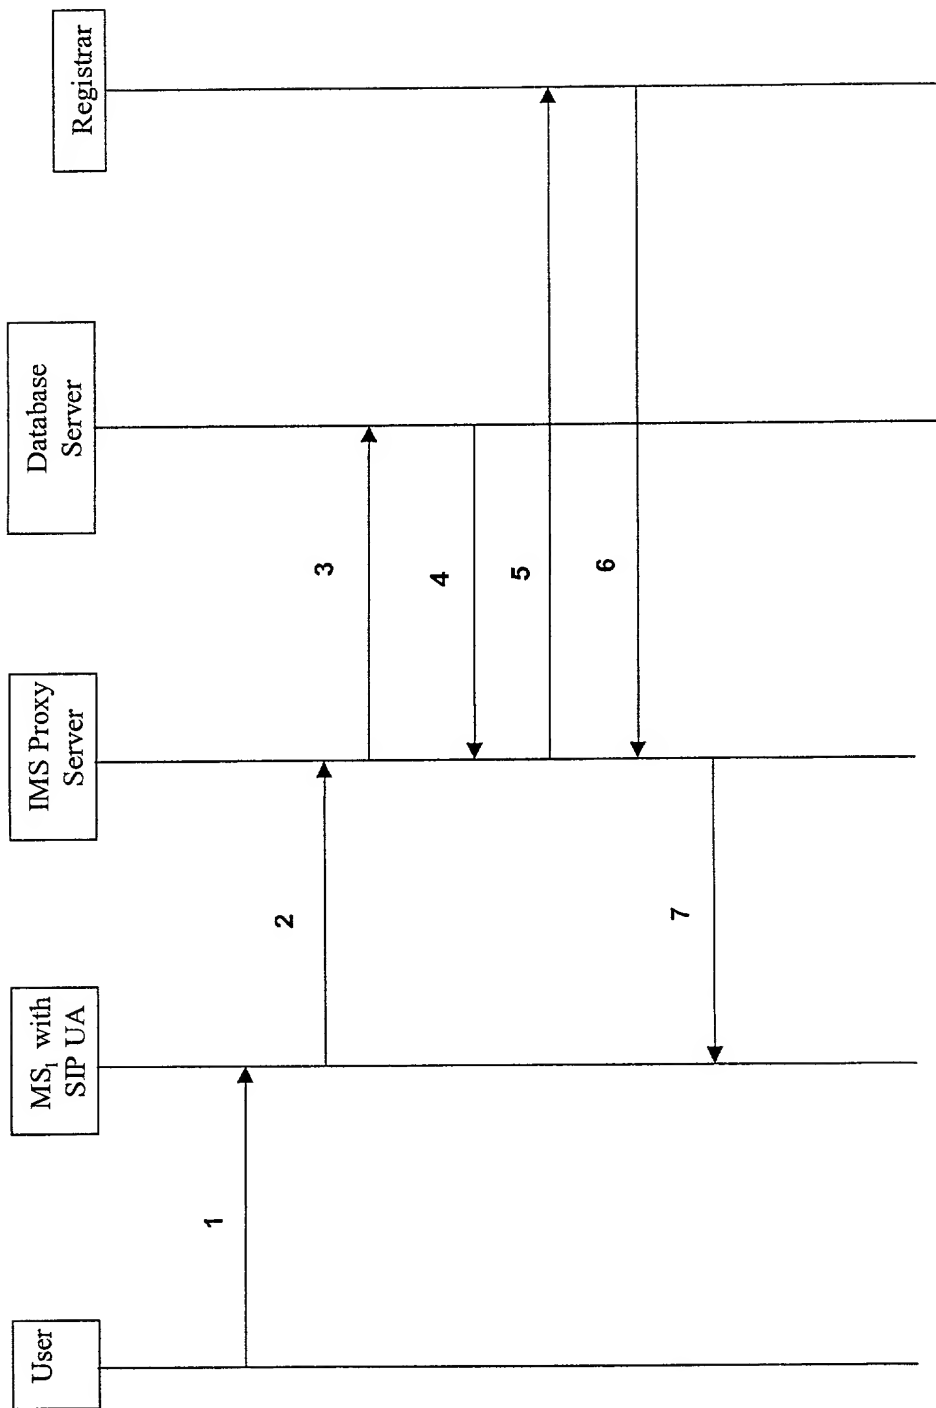 User
MS₁ with
SIP UA
IMS Proxy
Server
Database
Server
Registrar
1
2
3
4
5
6
7